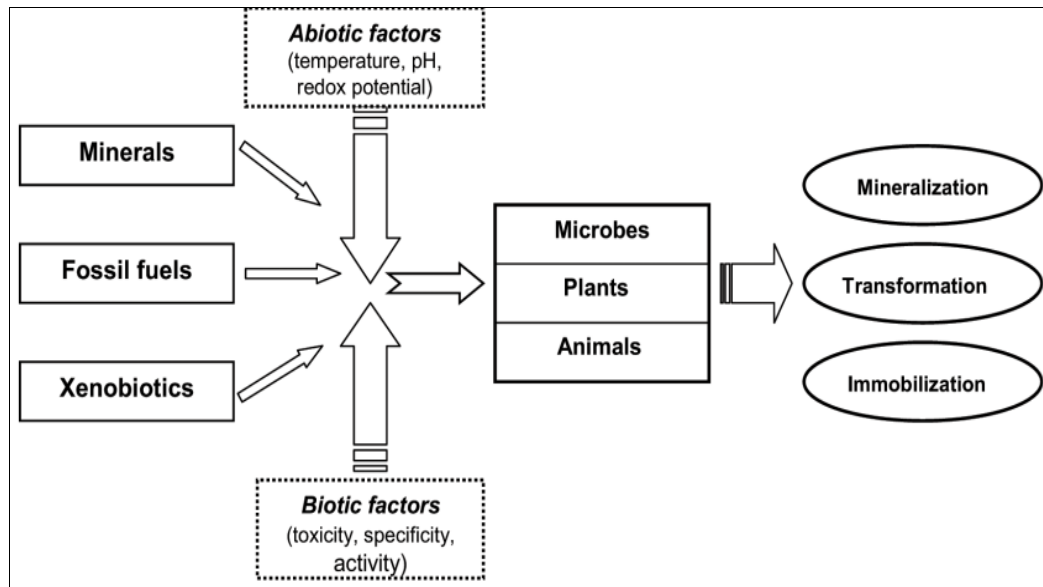 Abiotic factors
(temperature, pH,
redox potential)
Minerals
Fossil fuels
Xenobiotics
Microbes
Plants
Animals
Mineralization
Transformation
Immobilization
Biotic factors
(toxicity, specificity,
activity)